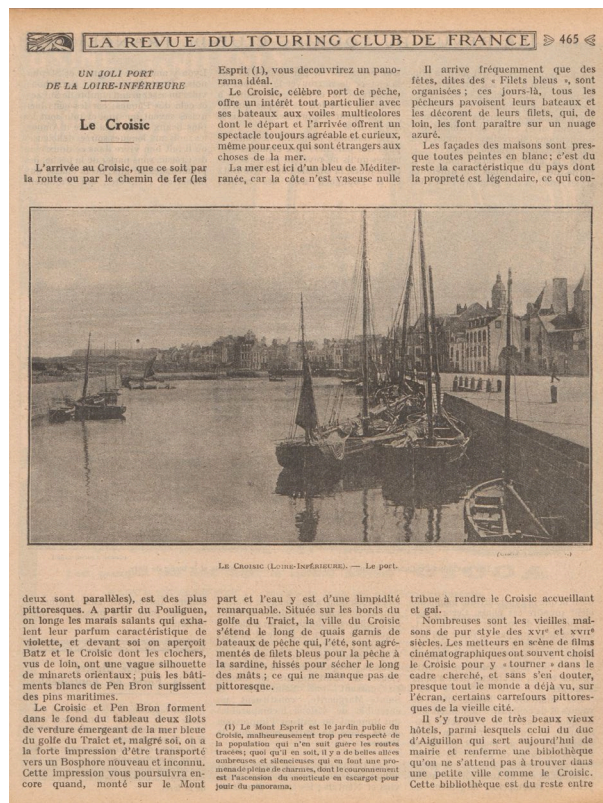 LA REVUE DU TOURING CLUB DE FRANCE
465
UN JOLI PORT
DE LA LOIRE-INFÉRIEURE
Le Croisic
L'arrivée au Croisic, que ce soit par
la route ou par le chemin de fer (les
Esprit (1), vous decouvrirez un pano-
rama idéal.
Le Croisic, célèbre port de pêche,
offre un intérêt tout particulier avec
ses bateaux aux voiles multicolores
dont le départ et l'arrivée offrent un
spectacle toujours agréable et curieux,
même pour ceux qui sont étrangers aux
choses de la mer.
La mer est ici d'un bleu de Méditer-
ranée, car la côte n'est vaseuse nulle
Il arrive fréquemment que des
fêtes, dites des « Filets bleus », sont
organisées ; ces jours-là, tous les
pêcheurs pavoisent leurs bateaux et
les décorent de leurs filets, qui, de
loin, les font paraître sur un nuage
azuré.
Les façades des maisons sont pres-
que toutes peintes en blanc ; c'est du
reste la caractéristique du pays dont
la propreté est légendaire, ce qui con-
LE CROISIC (LOIRE-INFÉRIEURE). — Le port.
deux sont parallèles), est des plus
pittoresques. A partir du Pouliguen,
on longe les marais salants qui exha-
lent leur parfum caractéristique de
violette, et devant soi on aperçoit
Batz et le Croisic dont les clochers,
vus de loin, ont une vague silhouette
de minarets orientaux ; puis les bâti-
ments blancs de Pen Bron surgissent
des pins maritimes.
Le Croisic et Pen Bron forment
dans le fond du tableau deux flots
de verdure émergeant de la mer bleue
du golfe du Traict et, malgré soi, on a
la forte impression d'être transporté
vers un Bosphore nouveau et inconnu.
Cette impression vous poursuivra en-
core quand, monté sur le Mont
part et l'eau y est d'une limpidité
remarquable. Située sur les bords du
golfe du Traict, la ville du Croisic
s'étend le long de quais garnis de
bateaux de pêche qui, l'été, sont agré-
mentés de filets bleus pour la pêche à
la sardine, hissés pour sécher le long
des mâts ; ce qui ne manque pas de
pittoresque.
(1) Le Mont Esprit est le jardin public du
Croisic, malheureusement trop peu respecté de
la population qui n'en suit guère les routes
tracées ; quoi qu'il en soit, il y a de belles allées
ombreuses et silencieuses qui en font une pro-
menade pleine de charmes, dont le couronnement
est l'ascension du monticule en escargot pour
jouir du panorama.
tribue à rendre le Croisic accueillant
et gai.
Nombreuses sont les vieilles mai-
sons de pur style des XVIe et XVIIe
siècles. Les metteurs en scène de films
cinématographiques ont souvent choisi
le Croisic pour y « tourner » dans le
cadre cherché, et sans s'en douter,
presque tout le monde a déjà vu, sur
l'écran, certains carrefours pittores-
ques de la vieille cité.
Il s'y trouve de très beaux vieux
hôtels, parmi lesquels celui du duc
d'Aiguillon qui sert aujourd'hui de
mairie et renferme une bibliothèque
qu'on ne s'attend pas à trouver dans
une petite ville comme le Croisic.
Cette bibliothèque est du reste entre